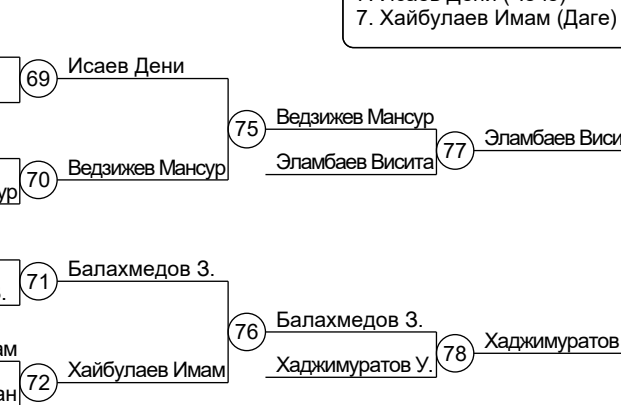 7. Хайбулаев Имам (Даге)
69 Исаев Дени
75 Ведзижев Мансур
Эламбаев Висита
77
70 Ведзижев Мансур
71 Балахмедов З.
76 Балахмедов З.
Хаджимуратов У.
78 Хаджимуратов
72 Хайбулаев Имам